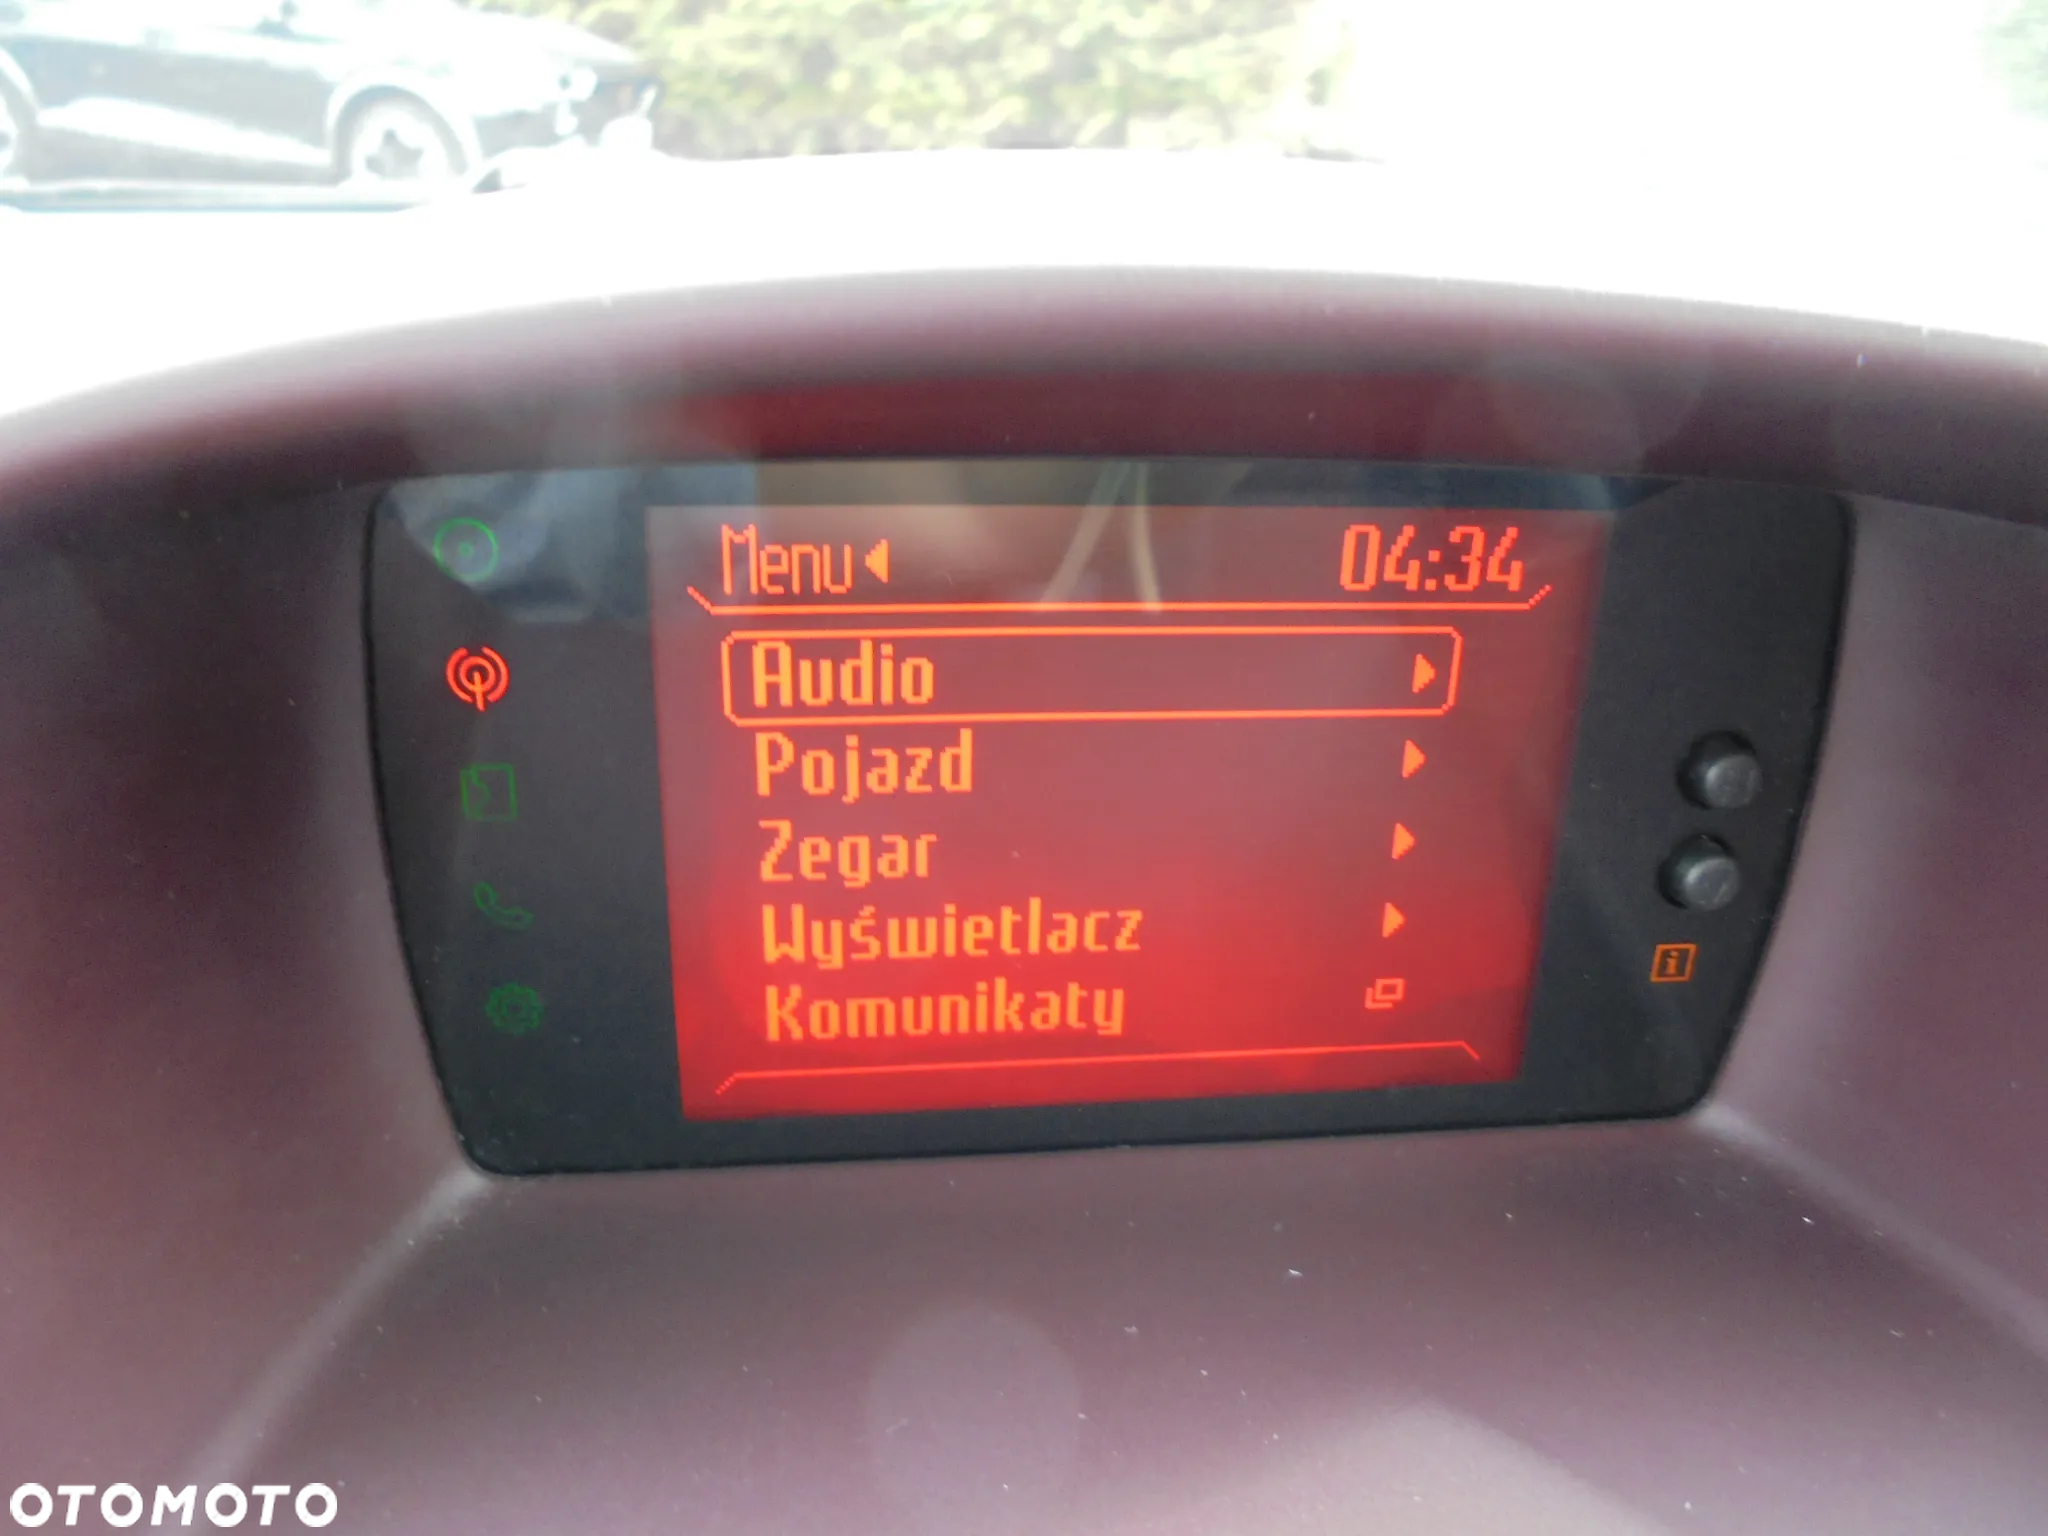 Menu 04:34
Audio
Pojazd
Zegar
Wyświetlacz
Komunikaty
i
OTOMOTO